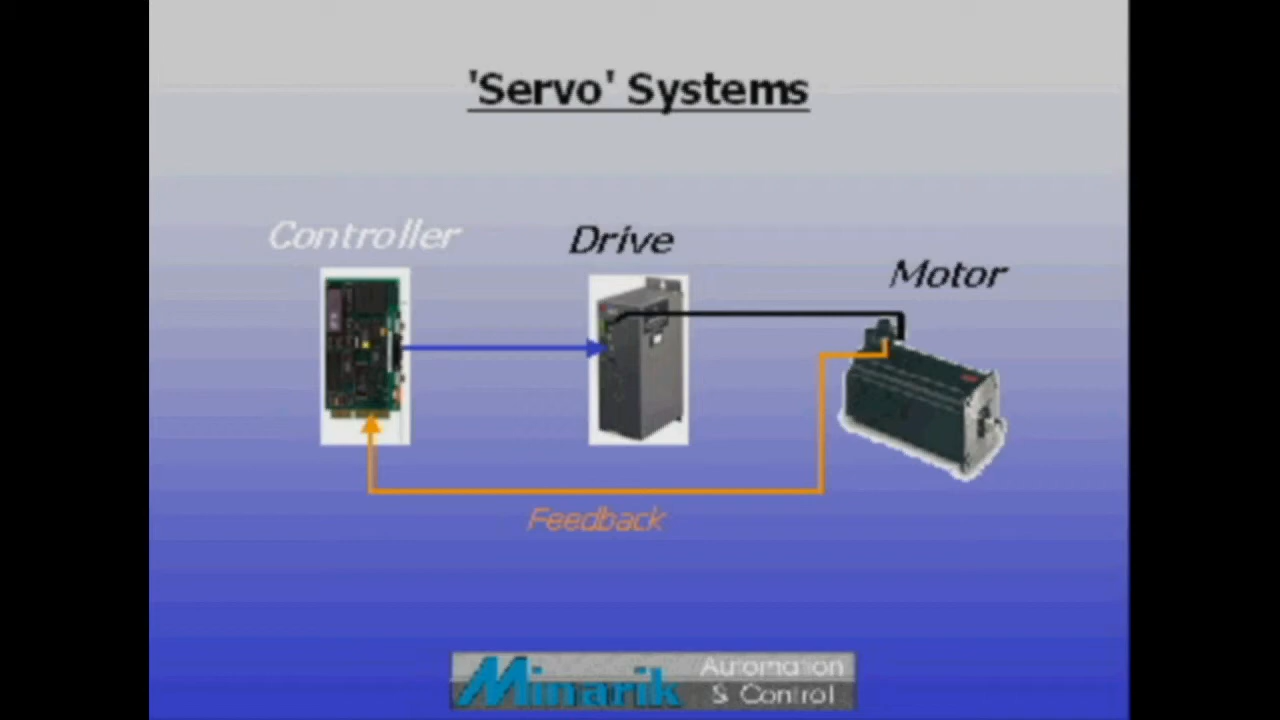 'Servo' Systems
Controller
Drive
Motor
Feedback
Minarik Automation
& Control